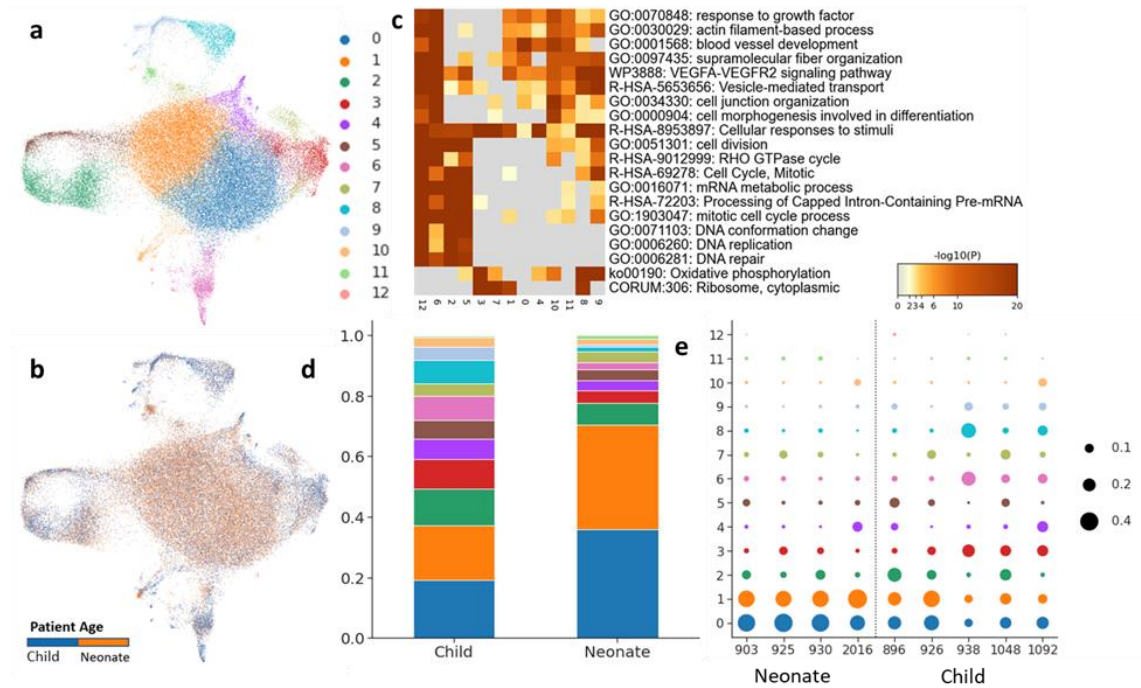 a
0
1
2
3
4
5
6
7
8
9
10
11
12
c
GO:0070848: response to growth factor
GO:0030029: actin filament-based process
GO:0001568: blood vessel development
GO:0097435: supramolecular fiber organization
WP3888: VEGFA-VEGFR2 signaling pathway
R-HSA-5653656: Vesicle-mediated transport
GO:0034330: cell junction organization
GO:0000904: cell morphogenesis involved in differentiation
R-HSA-8953897: Cellular responses to stimuli
GO:0051301: cell division
R-HSA-9012999: RHO GTPase cycle
R-HSA-69278: Cell Cycle, Mitotic
GO:0016071: mRNA metabolic process
R-HSA-72203: Processing of Capped Intron-Containing Pre-mRNA
GO:1903047: mitotic cell cycle process
GO:0071103: DNA conformation change
GO:0006260: DNA replication
GO:0006281: DNA repair
ko00190: Oxidative phosphorylation
CORUM:306: Ribosome, cytoplasmic
12 6 2 5 3 7 1 0 4 10 11 8 9
-log10(P)
0 2 3 4 6 10 20
b
Patient Age
Child Neonate
d
1.0
0.8
0.6
0.4
0.2
0.0
Child Neonate
e
12
11
10
9
8
7
6
5
4
3
2
1
0
903 925 930 2016 896 926 938 1048 1092
Neonate Child
0.1
0.2
0.4